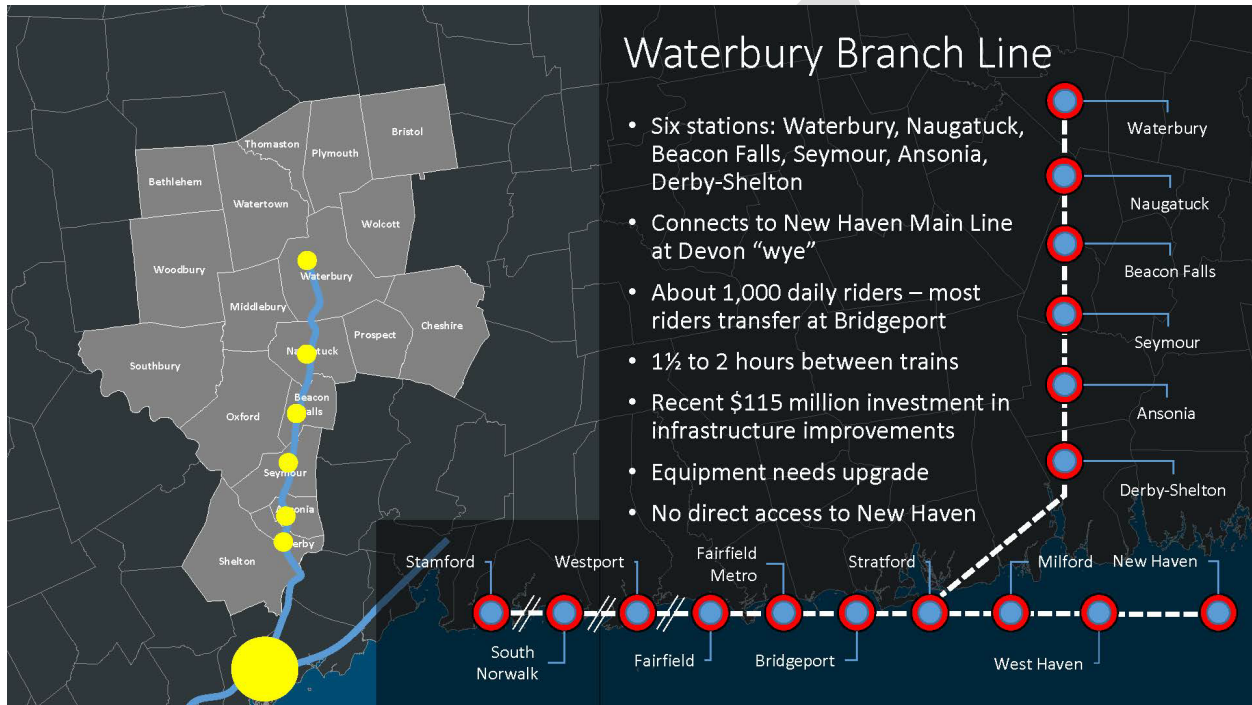 Waterbury Branch Line
• Six stations: Waterbury, Naugatuck,
Beacon Falls, Seymour, Ansonia,
Derby-Shelton
• Connects to New Haven Main Line
at Devon “wye”
• About 1,000 daily riders – most
riders transfer at Bridgeport
• 1½ to 2 hours between trains
• Recent $115 million investment in
infrastructure improvements
• Equipment needs upgrade
• No direct access to New Haven
Bristol
Thomaston
Plymouth
Bethlehem
Watertown
Wolcott
Woodbury
Waterbury
Middlebury
Prospect
Cheshire
Naugatuck
Southbury
Beacon
Falls
Oxford
Seymour
Ansonia
Derby
Shelton
Waterbury
Naugatuck
Beacon Falls
Seymour
Ansonia
Derby-Shelton
Stamford
Westport
Fairfield
Metro
Stratford
Milford
New Haven
South
Norwalk
Fairfield
Bridgeport
West Haven